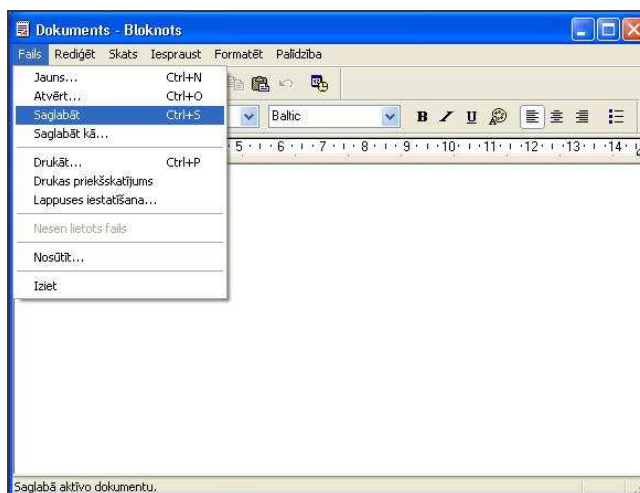 Dokuments - Bloknots
Fails Rediģēt Skats Iespraust Formatēt Palīdzība
Jauns... Ctrl+N
Atvērt... Ctrl+O
Saglabāt Ctrl+S
Saglabāt kā...
Drukāt... Ctrl+P
Drukas priekšskatījums
Lappuses iestatīšana...
Nesen lietots fails
Nosūtīt...
Iziet
Baltic B / U
5 6 7 8 9 10 11 12 13 14
Saglabā aktīvo dokumentu.